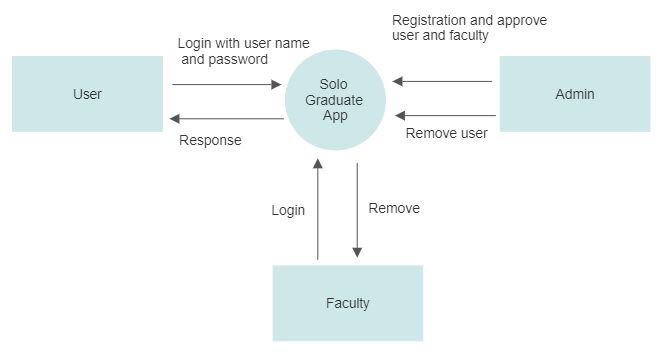 Registration and approve
user and faculty
Login with user name
and password
User
Solo
Graduate
App
Admin
Response
Remove user
Login
Remove
Faculty